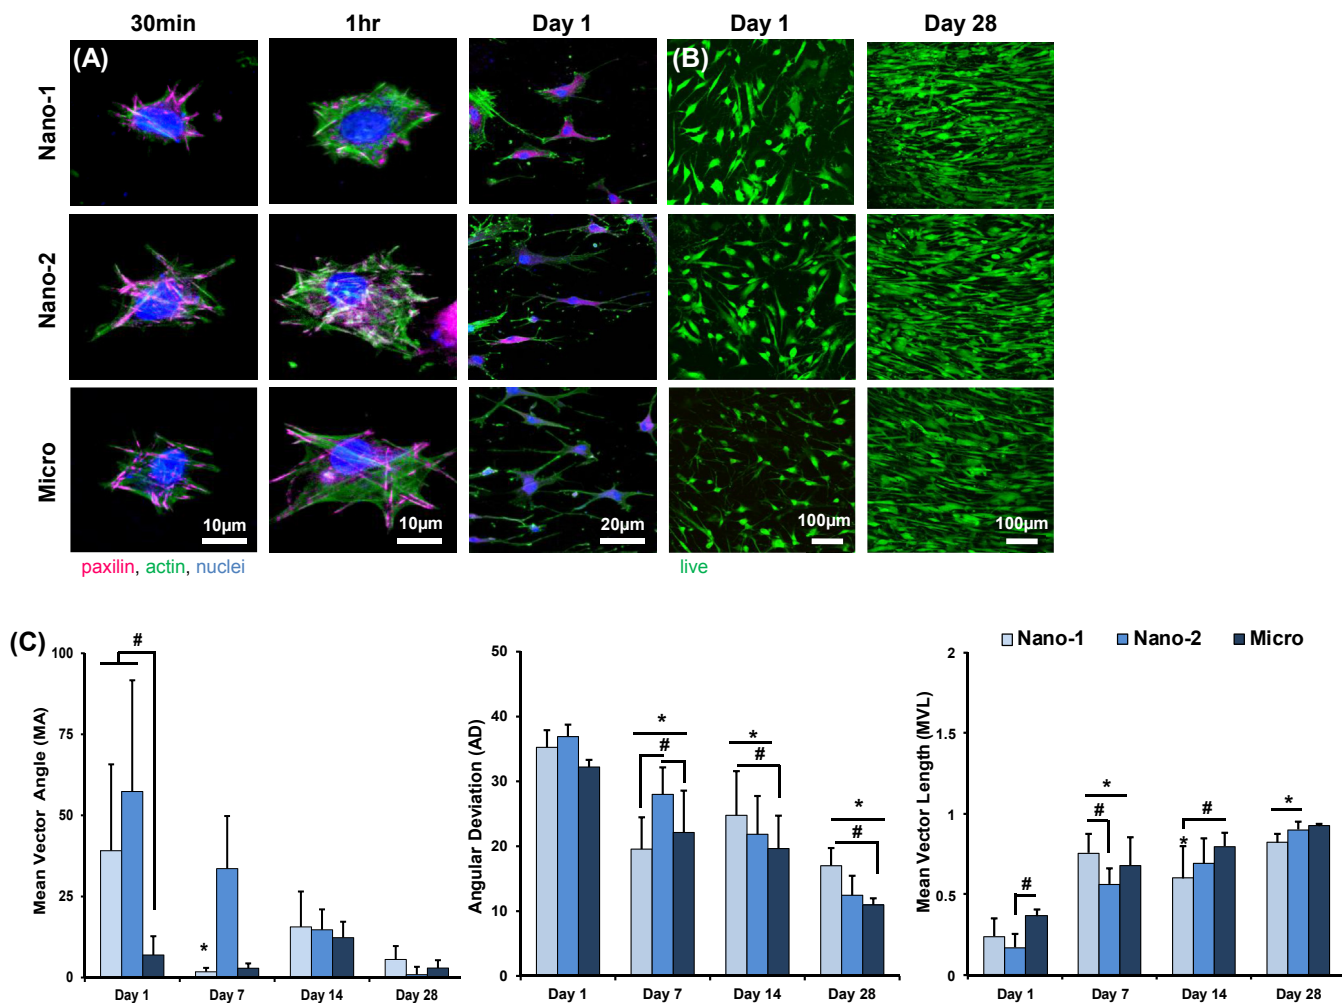 30min 1hr Day 1 Day 1 Day 28
(A) (B)
Nano-1
Nano-2
Micro
10µm 10µm 20µm 100µm 100µm
paxilin, actin, nuclei live
(C)
Nano-1 Nano-2 Micro
Mean Vector Angle (MA)
100
75
50
25
0
#
*
Day 1 Day 7 Day 14 Day 28
Angular Deviation (AD)
50
40
30
20
10
0
*
#
*
#
*
#
Day 1 Day 7 Day 14 Day 28
Mean Vector Length (MVL)
2
1.5
1
0.5
0
#
*
#
#
*
*
Day 1 Day 7 Day 14 Day 28